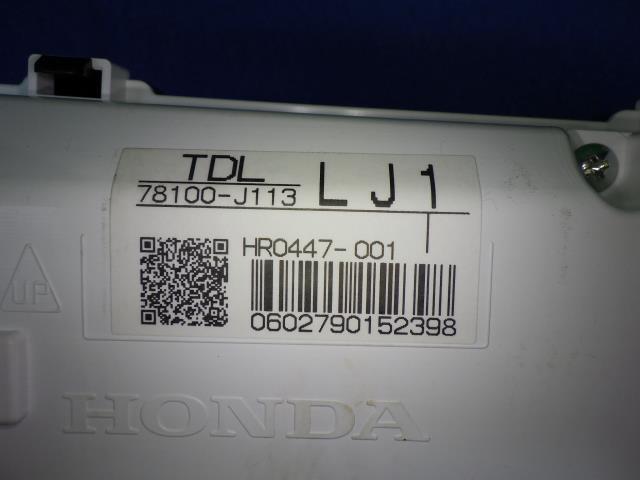 TDL
78100-J113
LJ1
HR0447-001
0602790152398
UP
HONDA